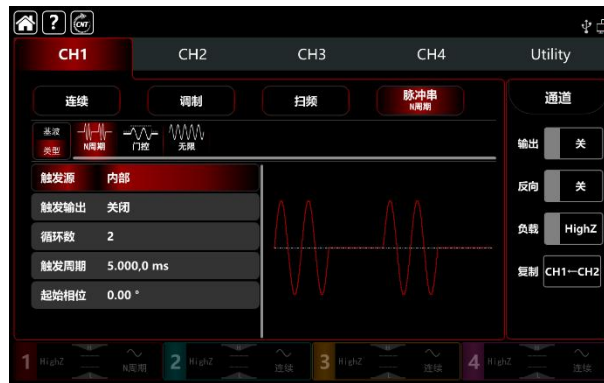 ? CNT
CH1 CH2 CH3 CH4 Utility
连续 调制 扫频 脉冲串 通道
N周期
基波
类型 N周期 门控 无限
输出 关
触发源 内部
反向 关
触发输出 关闭
循环数 2
负载 HighZ
触发周期 5.000,0 ms
复制 CH1←CH2
起始相位 0.00 °
1 HighZ N周期 2 HighZ 连续 3 HighZ 连续 4 HighZ 连续